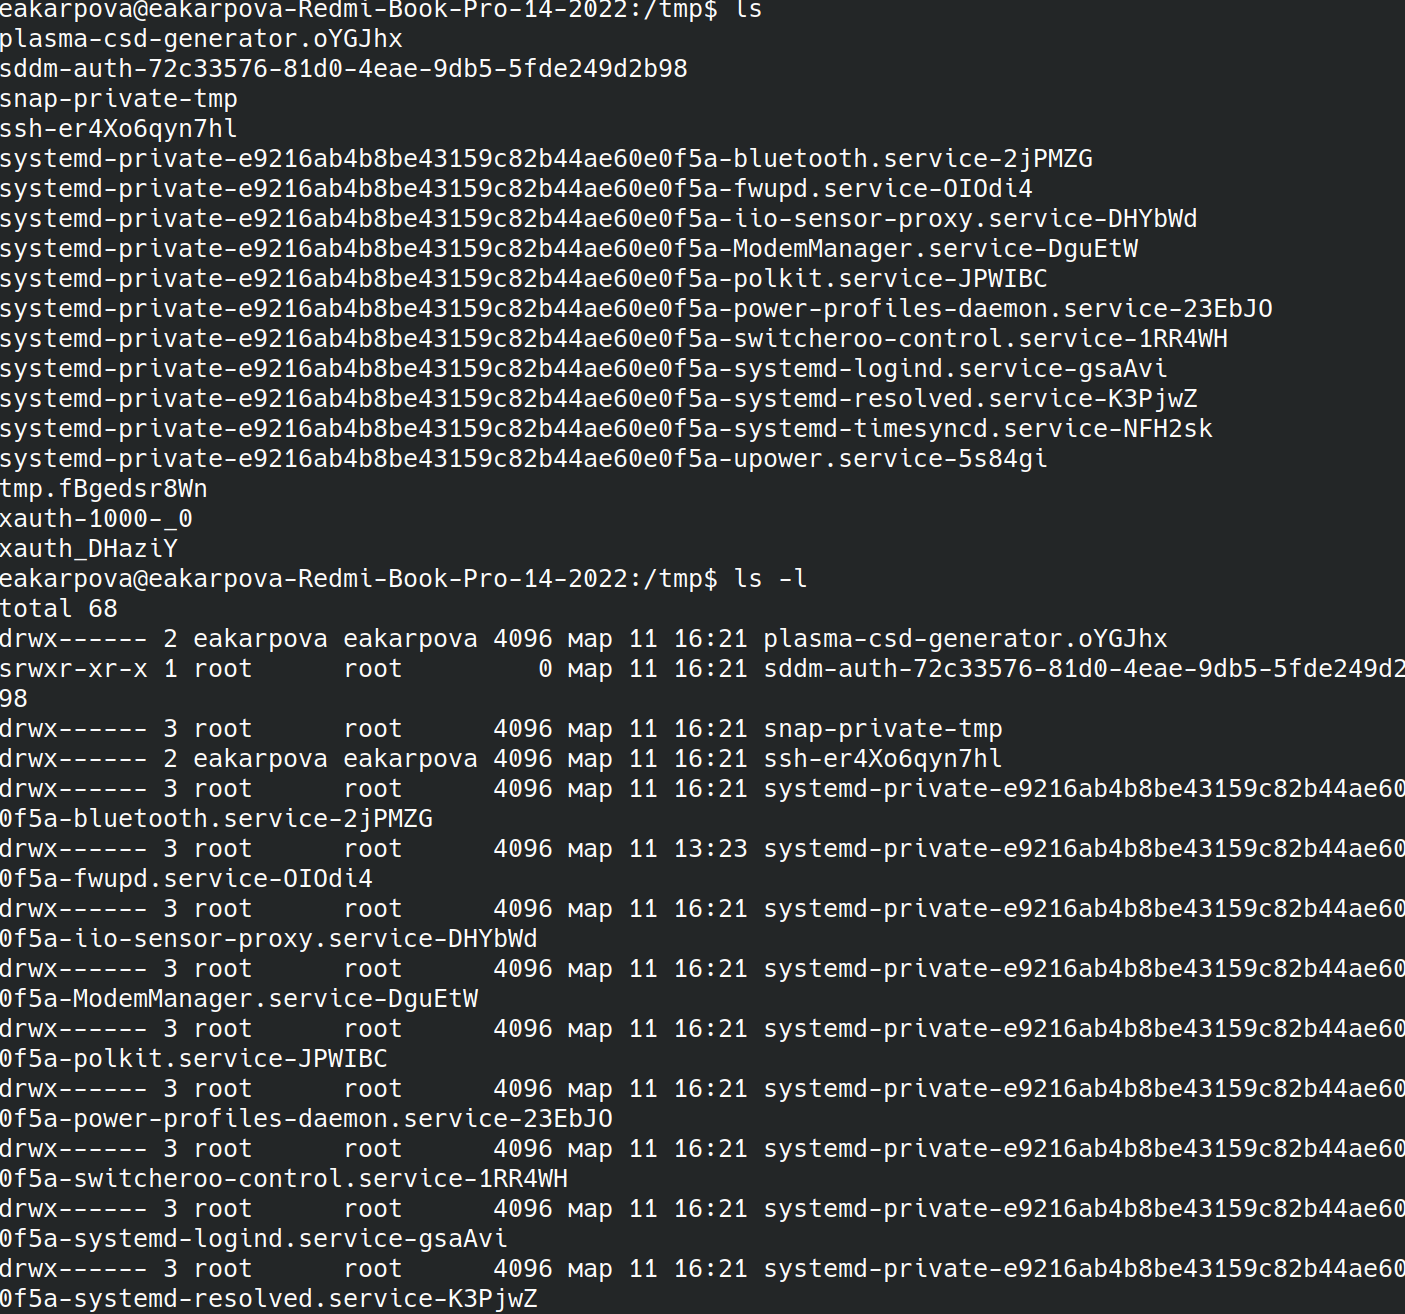 eakarpova@eakarpova-Redmi-Book-Pro-14-2022:/tmp$ ls
plasma-csd-generator.oYGJhx
sddm-auth-72c33576-81d0-4eae-9db5-5fde249d2b98
snap-private-tmp
ssh-er4Xo6qyn7hl
systemd-private-e9216ab4b8be43159c82b44ae60e0f5a-bluetooth.service-2jPMZG
systemd-private-e9216ab4b8be43159c82b44ae60e0f5a-fwupd.service-OIOdi4
systemd-private-e9216ab4b8be43159c82b44ae60e0f5a-iio-sensor-proxy.service-DHYbWd
systemd-private-e9216ab4b8be43159c82b44ae60e0f5a-ModemManager.service-DguEtW
systemd-private-e9216ab4b8be43159c82b44ae60e0f5a-polkit.service-JPWIBC
systemd-private-e9216ab4b8be43159c82b44ae60e0f5a-power-profiles-daemon.service-23EbJO
systemd-private-e9216ab4b8be43159c82b44ae60e0f5a-switcheroo-control.service-1RR4WH
systemd-private-e9216ab4b8be43159c82b44ae60e0f5a-systemd-logind.service-gsaAvi
systemd-private-e9216ab4b8be43159c82b44ae60e0f5a-systemd-resolved.service-K3PjwZ
systemd-private-e9216ab4b8be43159c82b44ae60e0f5a-systemd-timesyncd.service-NFH2sk
systemd-private-e9216ab4b8be43159c82b44ae60e0f5a-upower.service-5s84gi
tmp.fBgedsr8Wn
xauth-1000-_0
xauth_DHaziY
eakarpova@eakarpova-Redmi-Book-Pro-14-2022:/tmp$ ls -l
total 68
drwx------ 2 eakarpova eakarpova 4096 мар 11 16:21 plasma-csd-generator.oYGJhx
srwxr-xr-x 1 root      root         0 мар 11 16:21 sddm-auth-72c33576-81d0-4eae-9db5-5fde249d2
98
drwx------ 3 root      root      4096 мар 11 16:21 snap-private-tmp
drwx------ 2 eakarpova eakarpova 4096 мар 11 16:21 ssh-er4Xo6qyn7hl
drwx------ 3 root      root      4096 мар 11 16:21 systemd-private-e9216ab4b8be43159c82b44ae60
0f5a-bluetooth.service-2jPMZG
drwx------ 3 root      root      4096 мар 11 13:23 systemd-private-e9216ab4b8be43159c82b44ae60
0f5a-fwupd.service-OIOdi4
drwx------ 3 root      root      4096 мар 11 16:21 systemd-private-e9216ab4b8be43159c82b44ae60
0f5a-iio-sensor-proxy.service-DHYbWd
drwx------ 3 root      root      4096 мар 11 16:21 systemd-private-e9216ab4b8be43159c82b44ae60
0f5a-ModemManager.service-DguEtW
drwx------ 3 root      root      4096 мар 11 16:21 systemd-private-e9216ab4b8be43159c82b44ae60
0f5a-polkit.service-JPWIBC
drwx------ 3 root      root      4096 мар 11 16:21 systemd-private-e9216ab4b8be43159c82b44ae60
0f5a-power-profiles-daemon.service-23EbJO
drwx------ 3 root      root      4096 мар 11 16:21 systemd-private-e9216ab4b8be43159c82b44ae60
0f5a-switcheroo-control.service-1RR4WH
drwx------ 3 root      root      4096 мар 11 16:21 systemd-private-e9216ab4b8be43159c82b44ae60
0f5a-systemd-logind.service-gsaAvi
drwx------ 3 root      root      4096 мар 11 16:21 systemd-private-e9216ab4b8be43159c82b44ae60
0f5a-systemd-resolved.service-K3PjwZ